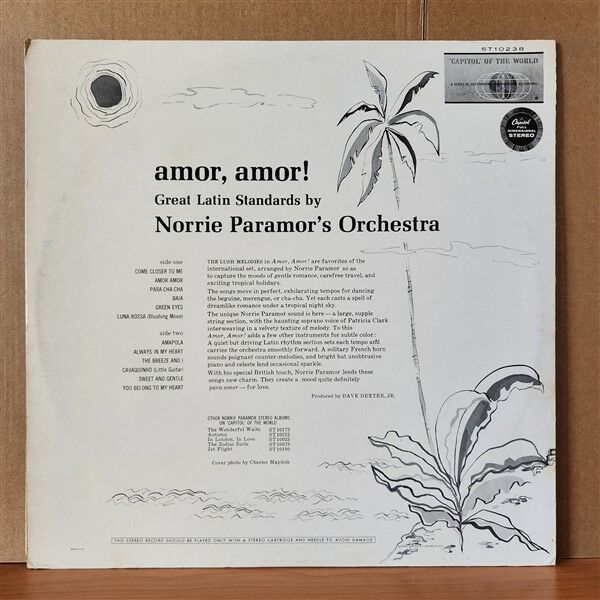 ST10238
'CAPITOL' OF THE WORLD
Capitol
FULL
DIMENSIONAL
STEREO
amor, amor!
Great Latin Standards by
Norrie Paramor's Orchestra
side one
COME CLOSER TO ME
AMOR AMOR
PARA-CHA-CHA
BAIA
GREEN EYES
LUNA ROSSA (Blushing Moon)
side two
AMAPOLA
ALWAYS IN MY HEART
THE BREEZE AND I
CAVAQUINHO (Little Guitar)
SWEET AND GENTLE
YOU BELONG TO MY HEART
THE LUSH MELODIES in Amor, Amor! are favorites of the
international set, arranged by Norrie Paramor so as
to capture the moods of gentle romance, carefree travel, and
exciting tropical holidays.
The songs move in perfect, exhilarating tempos for dancing
the beguine, merengue, or cha-cha. Yet each casts a spell of
dreamlike romance under a tropical night sky.
The unique Norrie Paramor sound is here—a large, supple
string section, with the haunting soprano voice of Patricia Clark
interweaving in a velvety texture of melody. To this
Amor, Amor! adds a few other instruments for subtle color:
A quiet but driving Latin rhythm section sets each tempo and
carries the orchestra smoothly forward. A solitary French horn
sounds poignant counter-melodies, and bright but unobtrusive
piano and celeste lend occasional sparkle.
With his special British touch, Norrie Paramor lends these
songs new charm. They create a mood quite definitely
para amor—for love.
Produced by DAVE DEXTER, JR.
OTHER NORRIE PARAMOR STEREO ALBUMS
ON 'CAPITOL' OF THE WORLD
The Wonderful Waltz ST 10173
Autumn ST 10212
In London, In Love ST 10025
The Zodiac Suite ST 10073
Jet Flight ST 10190
Cover photo by Chester Maydole
THIS STEREO RECORD SHOULD BE PLAYED ONLY WITH A STEREO CARTRIDGE AND NEEDLE TO AVOID DAMAGE